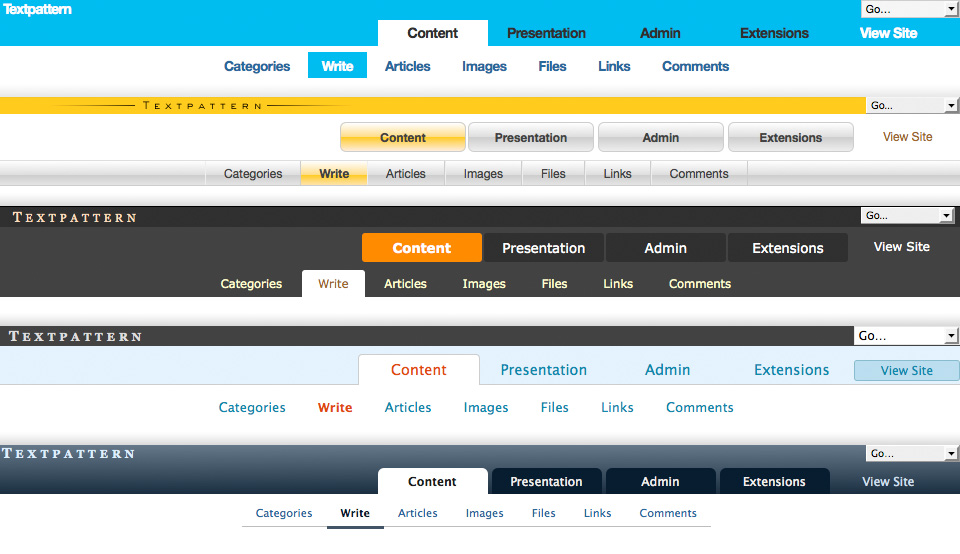 Textpattern Go...
Content Presentation Admin Extensions View Site
Categories Write Articles Images Files Links Comments
TEXTPATTERN Go...
Content Presentation Admin Extensions View Site
Categories Write Articles Images Files Links Comments
TEXTPATTERN Go...
Content Presentation Admin Extensions View Site
Categories Write Articles Images Files Links Comments
TEXTPATTERN Go...
Content Presentation Admin Extensions View Site
Categories Write Articles Images Files Links Comments
TEXTPATTERN Go...
Content Presentation Admin Extensions View Site
Categories Write Articles Images Files Links Comments